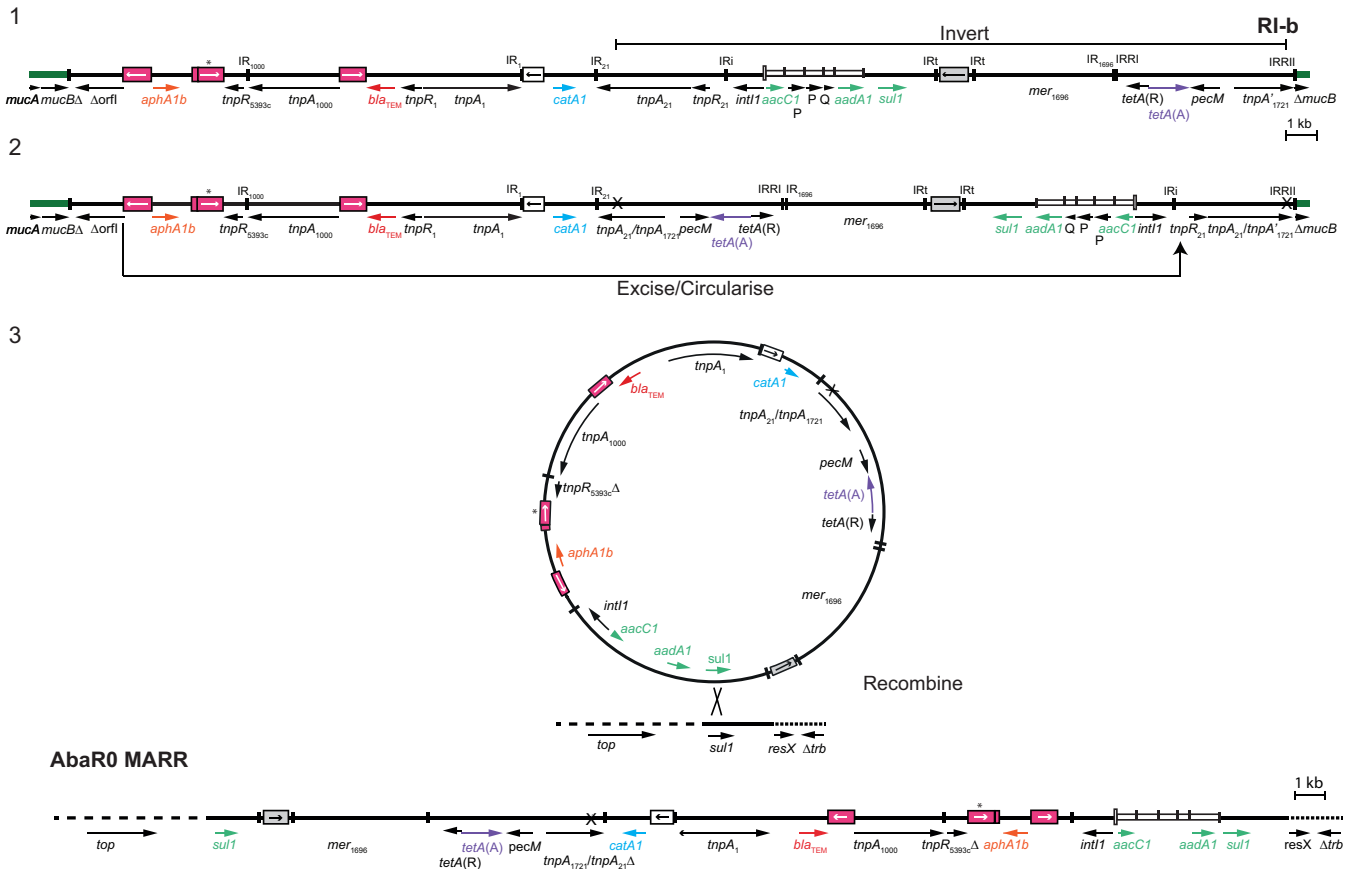 1
RI-b
Invert
* IR1000 IR1 IR21 IRi IRt IRt IR1696 IRRI IRRII
mucA mucBΔ ΔorfI aphA1b tnpR5393c tnpA1000 blaTEM tnpR1 tnpA1 catA1 tnpA21 tnpR21 intI1 aacC1 P P Q aadA1 sul1 mer1696 tetA(R) tetA(A) pecM tnpA'1721 ΔmucB
1 kb
2
* IR1000 IR1 IR21 X IRRI IR1696 IRt IRt IRi IRRII X
mucA mucBΔ ΔorfI aphA1b tnpR5393c tnpA1000 blaTEM tnpR1 tnpA1 catA1 tnpA21/tnpA1721 pecM tetA(A) tetA(R) mer1696 sul1 aadA1 Q P P aacC1 intI1 tnpR21 tnpA21/tnpA'1721 ΔmucB
Excise/Circularise
3
tnpA1
catA1
blaTEM
tnpA21/tnpA1721
tnpA1000
pecM
tnpR5393cΔ
tetA(A)
*
tetA(R)
aphA1b
mer1696
intI1
aacC1
aadA1
sul1
Recombine
top sul1 resX Δtrb
AbaR0 MARR
1 kb
X *
top sul1 mer1696 tetA(R) tetA(A) pecM tnpA1721/tnpA21Δ catA1 tnpA1 blaTEM tnpA1000 tnpR5393cΔ aphA1b intI1 aacC1 aadA1 sul1 resX Δtrb